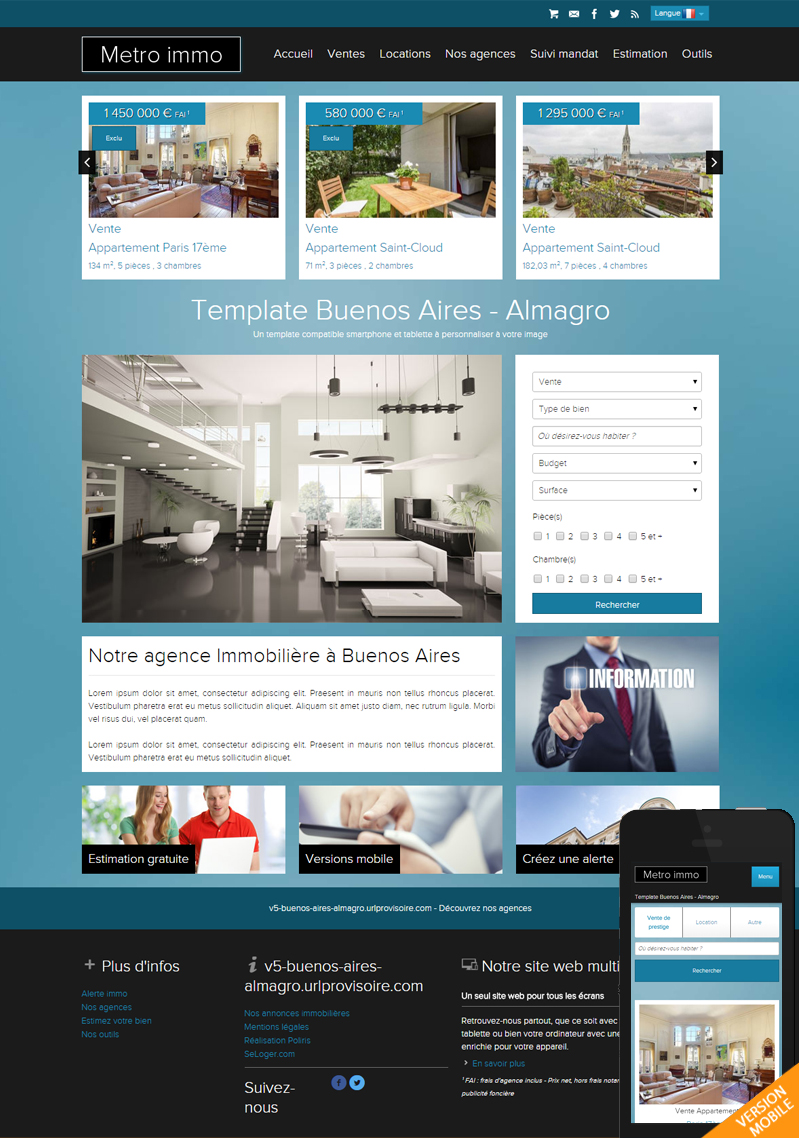 Langue
Metro immo
Accueil Ventes Locations Nos agences Suivi mandat Estimation Outils
1 450 000 € FAI ¹
Exclu
Vente
Appartement Paris 17ème
134 m², 5 pièces , 3 chambres
580 000 € FAI ¹
Exclu
Vente
Appartement Saint-Cloud
71 m², 3 pièces , 2 chambres
1 295 000 € FAI ¹
Vente
Appartement Saint-Cloud
182,03 m², 7 pièces , 4 chambres
Template Buenos Aires - Almagro
Un template compatible smartphone et tablette à personnaliser à votre image
Vente
Type de bien
Où désirez-vous habiter ?
Budget
Surface
Pièce(s)
1 2 3 4 5 et +
Chambre(s)
1 2 3 4 5 et +
Rechercher
Notre agence Immobilière à Buenos Aires
Lorem ipsum dolor sit amet, consectetur adipiscing elit. Praesent in mauris non tellus rhoncus placerat.
Vestibulum pharetra erat eu metus sollicitudin aliquet. Aliquam sit amet justo diam, nec rutrum ligula. Morbi
vel risus dui, vel placerat quam.
Lorem ipsum dolor sit amet, consectetur adipiscing elit. Praesent in mauris non tellus rhoncus placerat.
Vestibulum pharetra erat eu metus sollicitudin aliquet.
INFORMATION
Estimation gratuite
Versions mobile
Créez une alerte
v5-buenos-aires-almagro.urlprovisoire.com - Découvrez nos agences
Plus d'infos
Alerte immo
Nos agences
Estimez votre bien
Nos outils
v5-buenos-aires-
almagro.urlprovisoire.com
Nos annonces immobilières
Mentions légales
Réalisation Poliris
SeLoger.com
Suivez-
nous
Notre site web multi
Un seul site web pour tous les écrans
Retrouvez-nous partout, que ce soit avec
tablette ou bien votre ordinateur avec une
enrichie pour votre appareil.
En savoir plus
¹ FAI : frais d'agence inclus - Prix net, hors frais
publicité foncière
Metro immo
Menu
Template Buenos Aires - Almagro
Vente de
prestige
Location
Autre
Où désirez-vous habiter ?
Rechercher
Vente Appartement
VERSION
MOBILE